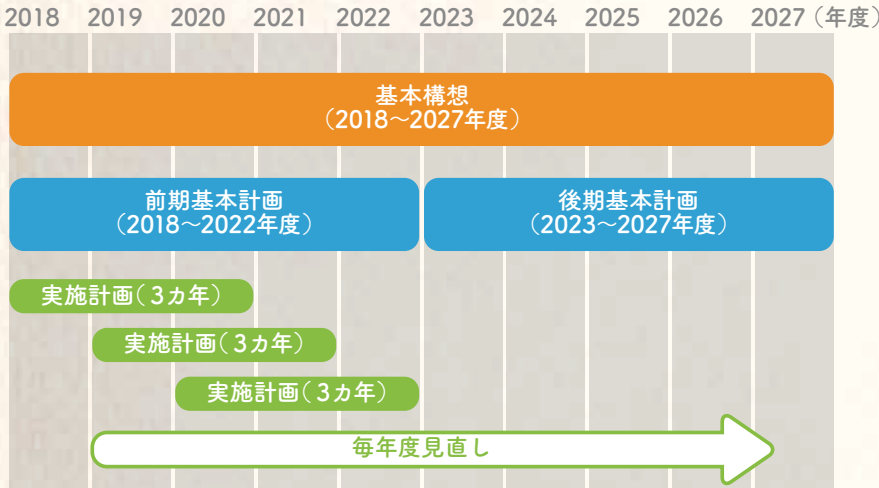 2018 2019 2020 2021 2022 2023 2024 2025 2026 2027（年度）
基本構想
（2018～2027年度）
前期基本計画
（2018～2022年度）
後期基本計画
（2023～2027年度）
実施計画（３カ年）
実施計画（３カ年）
実施計画（３カ年）
毎年度見直し